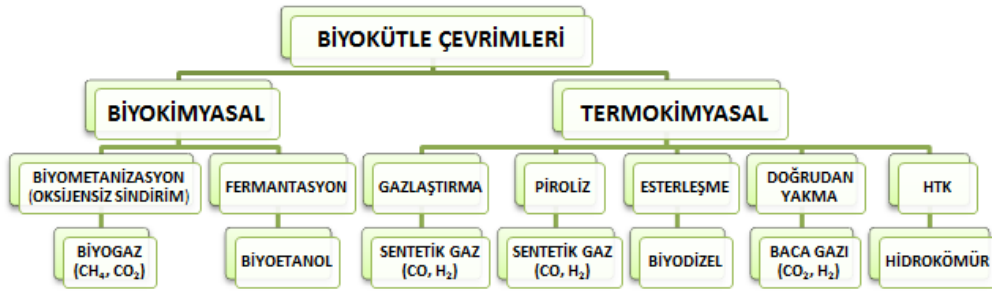 BİYOKÜTLE ÇEVRİMLERİ
BİYOKİMYASAL
TERMOKİMYASAL
BİYOMETANİZASYON
(OKSİJENSİZ SİNDİRİM)
FERMANTASYON
GAZLAŞTIRMA
PİROLİZ
ESTERLEŞME
DOĞRUDAN
YAKMA
HTK
BİYOGAZ
(CH₄, CO₂)
BİYOETANOL
SENTETİK GAZ
(CO, H₂)
SENTETİK GAZ
(CO, H₂)
BİYODİZEL
BACA GAZI
(CO₂, H₂)
HİDROKÖMÜR